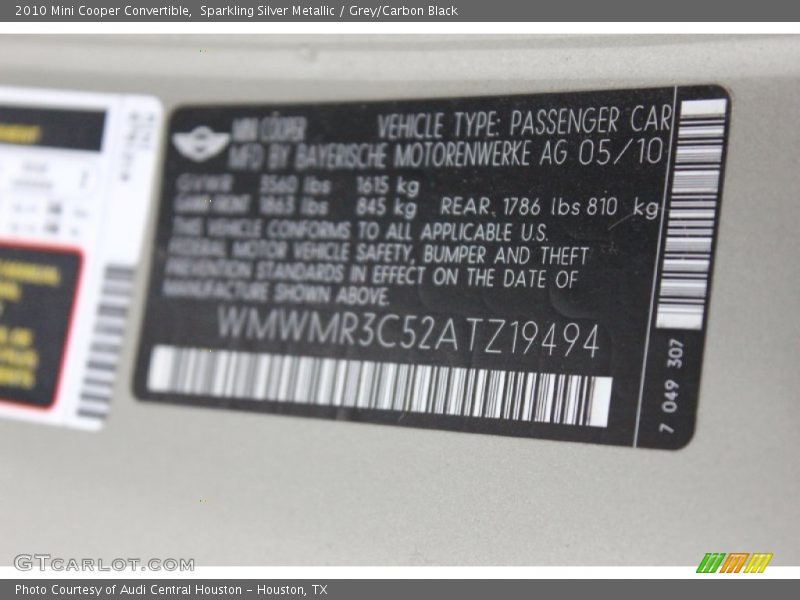 2010 Mini Cooper Convertible, Sparkling Silver Metallic / Grey/Carbon Black
MINI COOPER VEHICLE TYPE: PASSENGER CAR
MFD BY BAYERISCHE MOTORENWERKE AG 05/10
GVWR 3560 lbs 1615 kg
GAWR FRONT 1863 lbs 845 kg REAR 1786 lbs 810 kg
THIS VEHICLE CONFORMS TO ALL APPLICABLE U.S.
FEDERAL MOTOR VEHICLE SAFETY, BUMPER AND THEFT
PREVENTION STANDARDS IN EFFECT ON THE DATE OF
MANUFACTURE SHOWN ABOVE.
WMWMR3C52ATZ19494
7 049 307
GTcarlot.com
Photo Courtesy of Audi Central Houston - Houston, TX